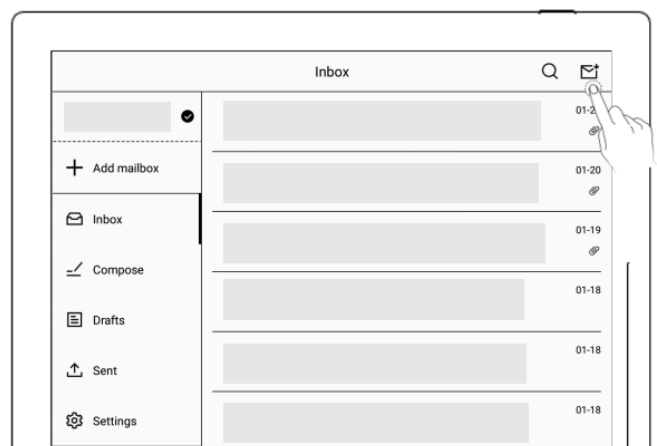 Inbox
Add mailbox
Inbox
Compose
Drafts
Sent
Settings
01-20
01-19
01-18
01-18
01-18